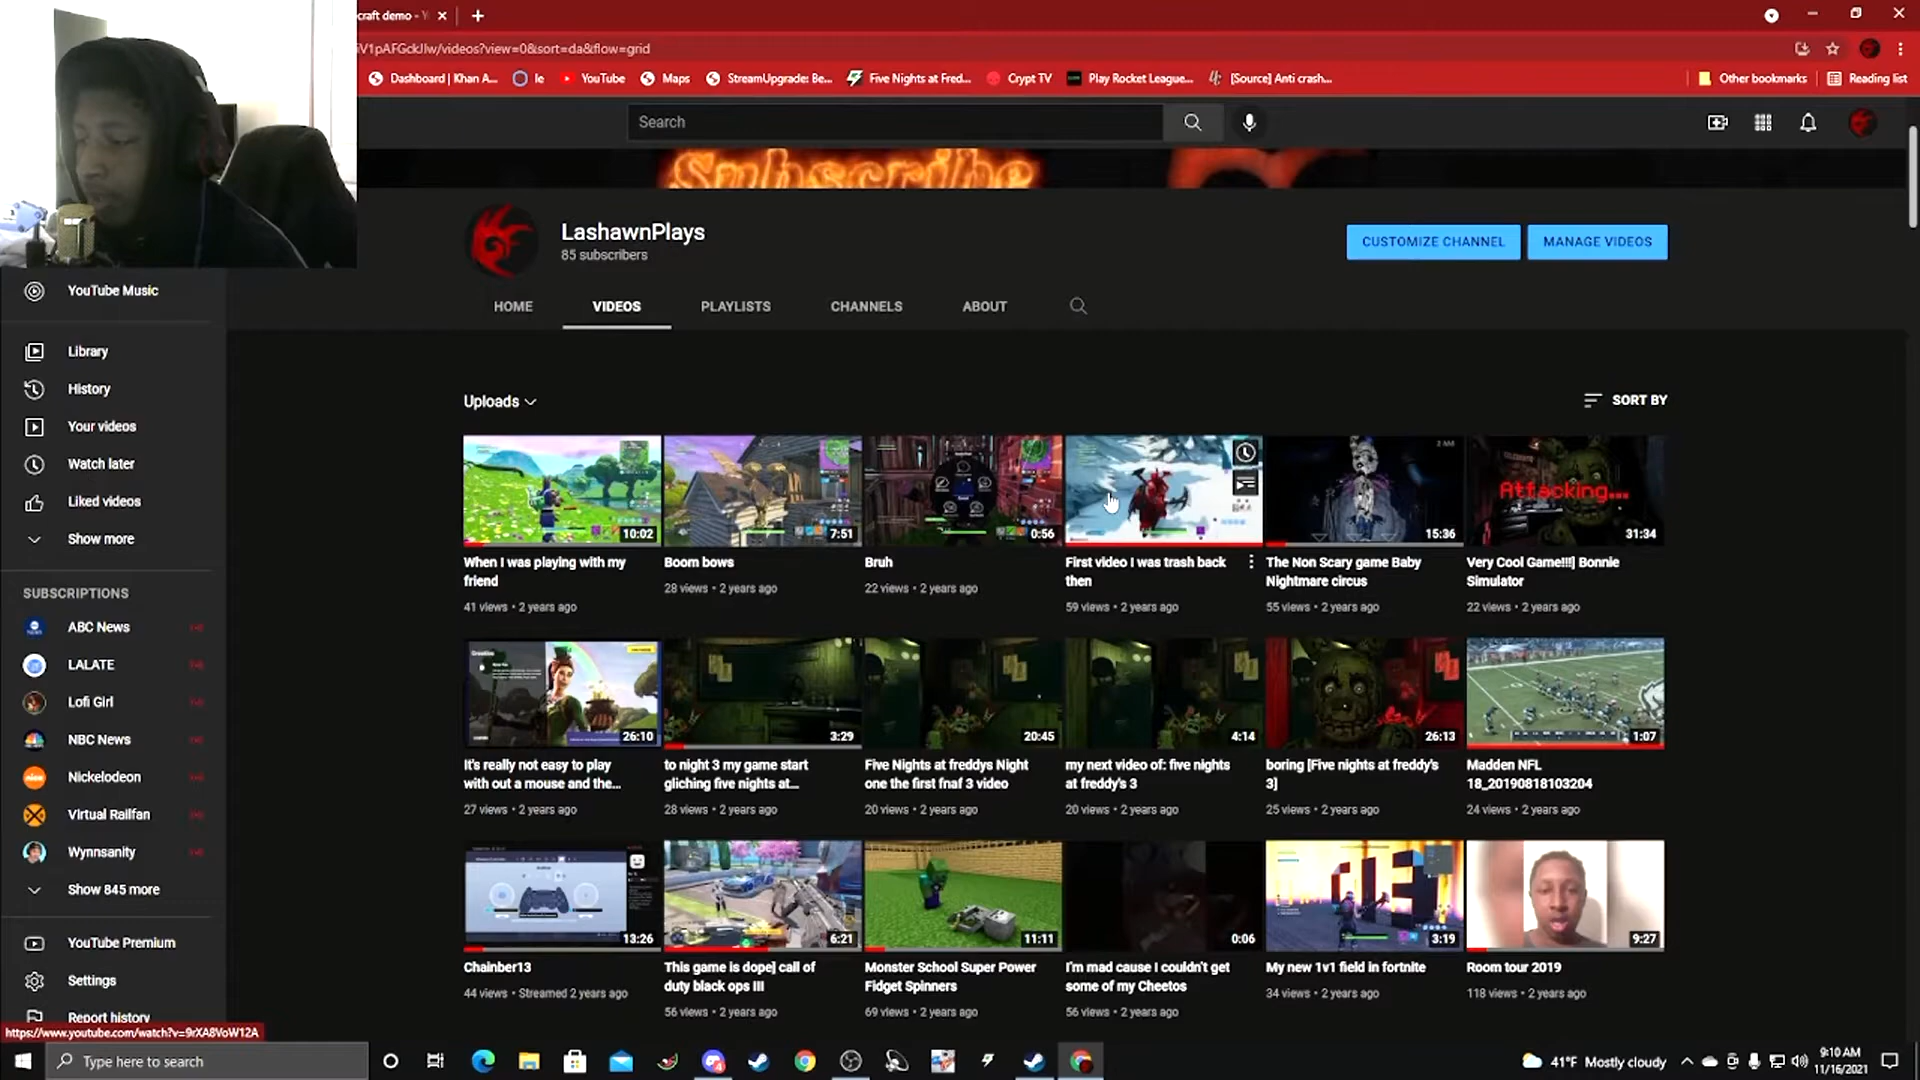 craft demo - Y
iV1pAFGckJlw/videos?view=0&sort=da&flow=grid
Dashboard | Khan A...
le
YouTube
Maps
StreamUpgrade: Be...
Five Nights at Fred...
Crypt TV
Play Rocket League...
[Source] Anti crash...
Other bookmarks
Reading list
Search
Subscribe
LashawnPlays
85 subscribers
CUSTOMIZE CHANNEL
MANAGE VIDEOS
HOME
VIDEOS
PLAYLISTS
CHANNELS
ABOUT
YouTube Music
Library
History
Your videos
Watch later
Liked videos
Show more
SUBSCRIPTIONS
ABC News
LALATE
Lofi Girl
NBC News
Nickelodeon
Virtual Railfan
Wynnsanity
Show 845 more
YouTube Premium
Settings
Report history
Uploads
SORT BY
10:02
7:51
0:56
2 AM
15:36
Attacking...
31:34
When I was playing with my
friend
41 views • 2 years ago
Boom bows
28 views • 2 years ago
Bruh
22 views • 2 years ago
First video I was trash back
then
59 views • 2 years ago
The Non Scary game Baby
Nightmare circus
55 views • 2 years ago
Very Cool Game!!!] Bonnie
Simulator
22 views • 2 years ago
26:10
3:29
20:45
4:14
26:13
1:07
It's really not easy to play
with out a mouse and the...
27 views • 2 years ago
to night 3 my game start
gliching five nights at...
28 views • 2 years ago
Five Nights at freddys Night
one the first fnaf 3 video
20 views • 2 years ago
my next video of: five nights
at freddy's 3
20 views • 2 years ago
boring [Five nights at freddy's
3]
25 views • 2 years ago
Madden NFL
18_20190818103204
24 views • 2 years ago
13:26
6:21
11:11
0:06
3:19
9:27
Chainber13
44 views • Streamed 2 years ago
This game is dope] call of
duty black ops III
56 views • 2 years ago
Monster School Super Power
Fidget Spinners
69 views • 2 years ago
I'm mad cause I couldn't get
some of my Cheetos
56 views • 2 years ago
My new 1v1 field in fortnite
34 views • 2 years ago
Room tour 2019
118 views • 2 years ago
https://www.youtube.com/watch?v=9rXA8VoW12A
Type here to search
41°F Mostly cloudy
9:10 AM
11/16/2021